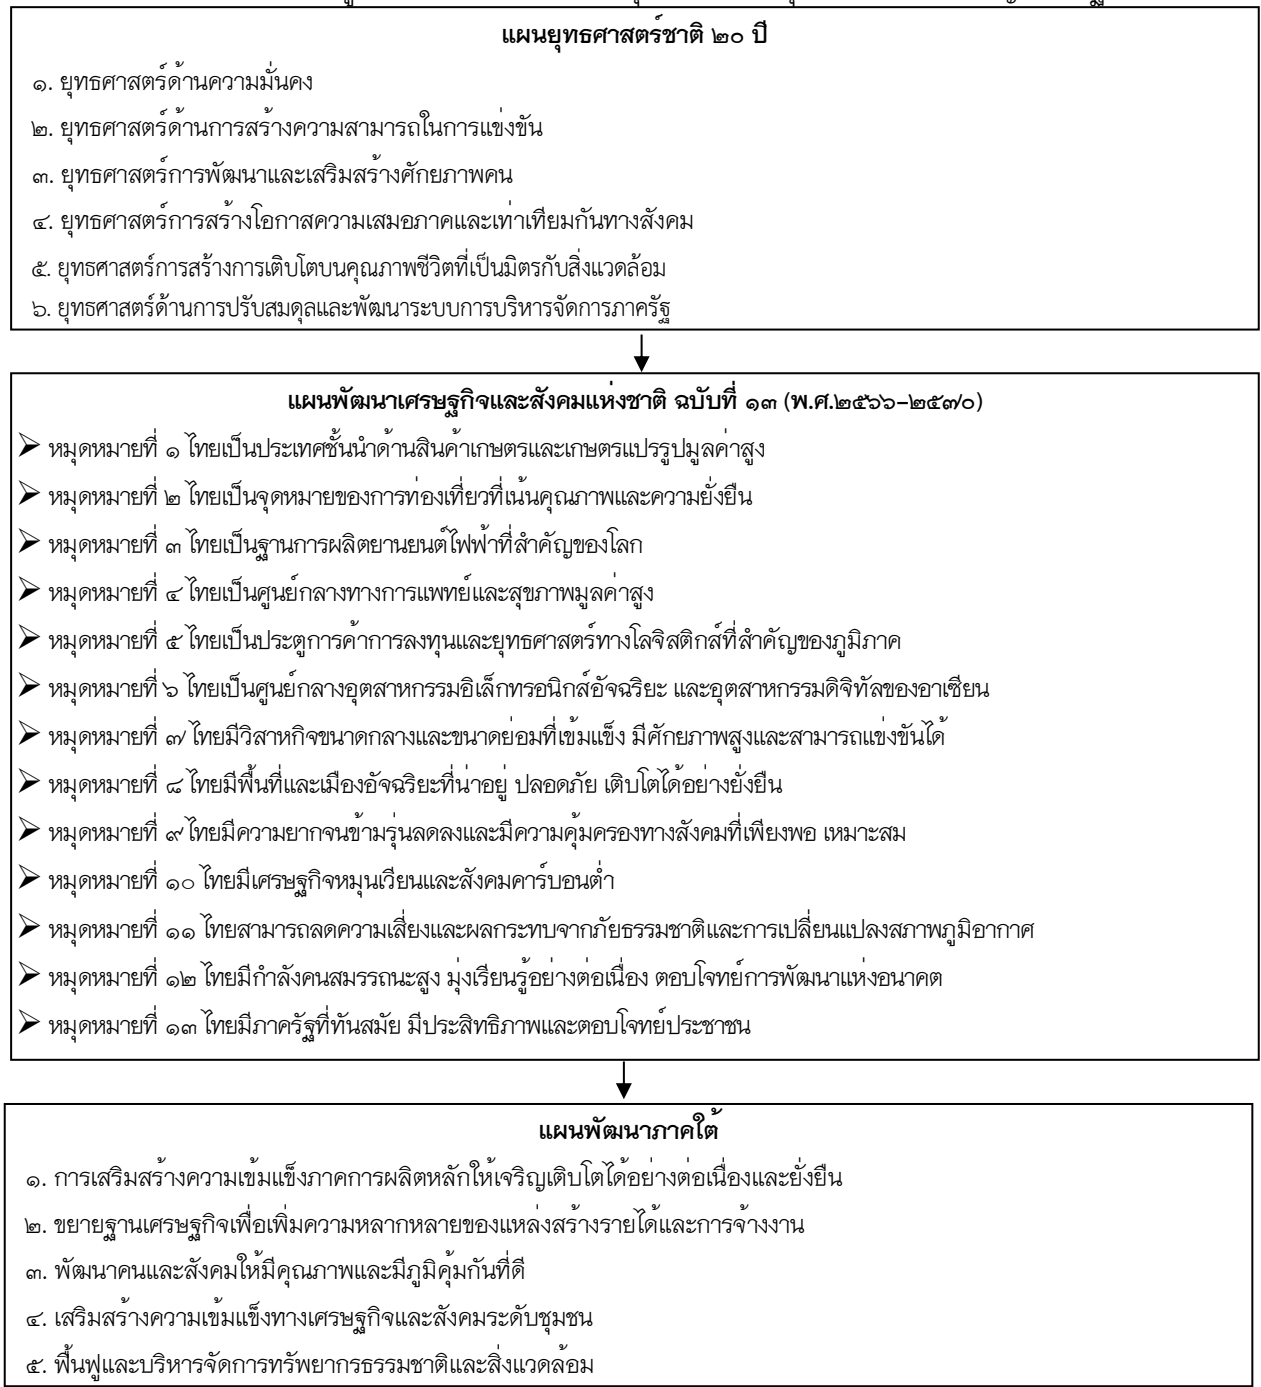 แผนยุทธศาสตร์ชาติ ๒๐ ปี
๑. ยุทธศาสตร์ด้านความมั่นคง
๒. ยุทธศาสตร์ด้านการสร้างความสามารถในการแข่งขัน
๓. ยุทธศาสตร์การพัฒนาและเสริมสร้างศักยภาพคน
๔. ยุทธศาสตร์การสร้างโอกาสความเสมอภาคและเท่าเทียมกันทางสังคม
๕. ยุทธศาสตร์การสร้างการเติบโตบนคุณภาพชีวิตที่เป็นมิตรกับสิ่งแวดล้อม
๖. ยุทธศาสตร์ด้านการปรับสมดุลและพัฒนาระบบการบริหารจัดการภาครัฐ
แผนพัฒนาเศรษฐกิจและสังคมแห่งชาติ ฉบับที่ ๑๓ (พ.ศ.๒๕๖๖-๒๕๗๐)
➢ หมุดหมายที่ ๑ ไทยเป็นประเทศชั้นนำด้านสินค้าเกษตรและเกษตรแปรรูปมูลค่าสูง
➢ หมุดหมายที่ ๒ ไทยเป็นจุดหมายของการท่องเที่ยวที่เน้นคุณภาพและความยั่งยืน
➢ หมุดหมายที่ ๓ ไทยเป็นฐานการผลิตยานยนต์ไฟฟ้าที่สำคัญของโลก
➢ หมุดหมายที่ ๔ ไทยเป็นศูนย์กลางทางการแพทย์และสุขภาพมูลค่าสูง
➢ หมุดหมายที่ ๕ ไทยเป็นประตูการค้าการลงทุนและยุทธศาสตร์ทางโลจิสติกส์ที่สำคัญของภูมิภาค
➢ หมุดหมายที่ ๖ ไทยเป็นศูนย์กลางอุตสาหกรรมอิเล็กทรอนิกส์อัจฉริยะ และอุตสาหกรรมดิจิทัลของอาเซียน
➢ หมุดหมายที่ ๗ ไทยมีวิสาหกิจขนาดกลางและขนาดย่อมที่เข้มแข็ง มีศักยภาพสูงและสามารถแข่งขันได้
➢ หมุดหมายที่ ๘ ไทยมีพื้นที่และเมืองอัจฉริยะที่น่าอยู่ ปลอดภัย เติบโตได้อย่างยั่งยืน
➢ หมุดหมายที่ ๙ ไทยมีความยากจนข้ามรุ่นลดลงและมีความคุ้มครองทางสังคมที่เพียงพอ เหมาะสม
➢ หมุดหมายที่ ๑๐ ไทยมีเศรษฐกิจหมุนเวียนและสังคมคาร์บอนต่ำ
➢ หมุดหมายที่ ๑๑ ไทยสามารถลดความเสี่ยงและผลกระทบจากภัยธรรมชาติและการเปลี่ยนแปลงสภาพภูมิอากาศ
➢ หมุดหมายที่ ๑๒ ไทยมีกำลังคนสมรรถนะสูง มุ่งเรียนรู้อย่างต่อเนื่อง ตอบโจทย์การพัฒนาแห่งอนาคต
➢ หมุดหมายที่ ๑๓ ไทยมีภาครัฐที่ทันสมัย มีประสิทธิภาพและตอบโจทย์ประชาชน
แผนพัฒนาภาคใต้
๑. การเสริมสร้างความเข้มแข็งภาคการผลิตหลักให้เจริญเติบโตได้อย่างต่อเนื่องและยั่งยืน
๒. ขยายฐานเศรษฐกิจเพื่อเพิ่มความหลากหลายของแหล่งสร้างรายได้และการจ้างงาน
๓. พัฒนาคนและสังคมให้มีคุณภาพและมีภูมิคุ้มกันที่ดี
๔. เสริมสร้างความเข้มแข็งทางเศรษฐกิจและสังคมระดับชุมชน
๕. ฟื้นฟูและบริหารจัดการทรัพยากรธรรมชาติและสิ่งแวดล้อม